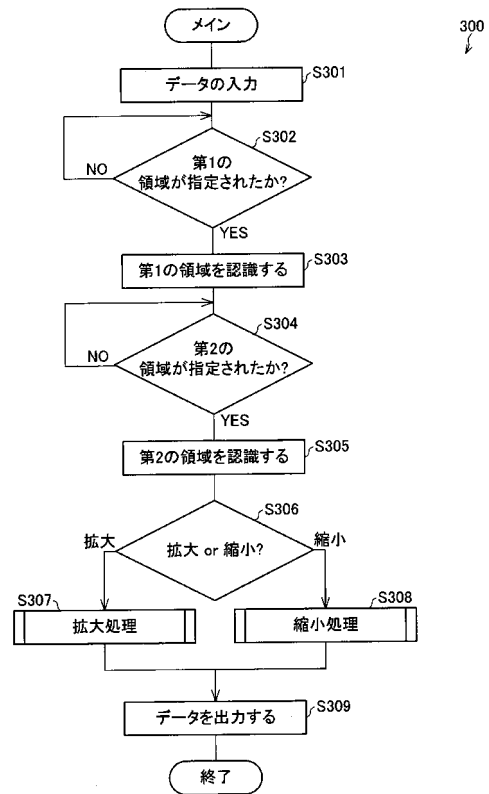 メイン
300
データの入力
S301
S302
第1の
領域が指定されたか?
NO
YES
第1の領域を認識する
S303
S304
第2の
領域が指定されたか?
NO
YES
第2の領域を認識する
S305
S306
拡大
拡大 or 縮小?
縮小
S307
拡大処理
S308
縮小処理
データを出力する
S309
終了